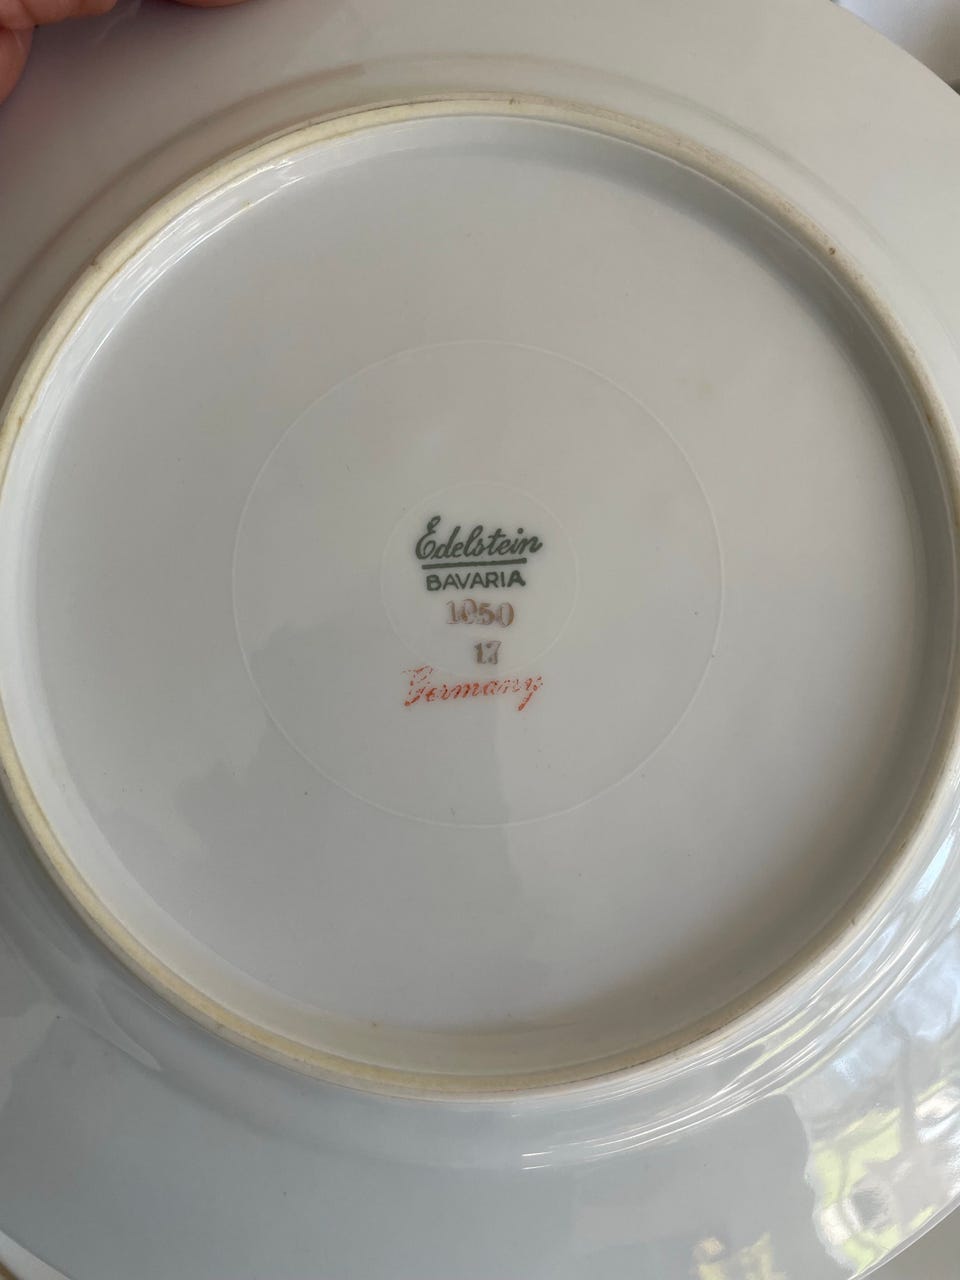 Edelstein
BAVARIA
1050
17
Germany